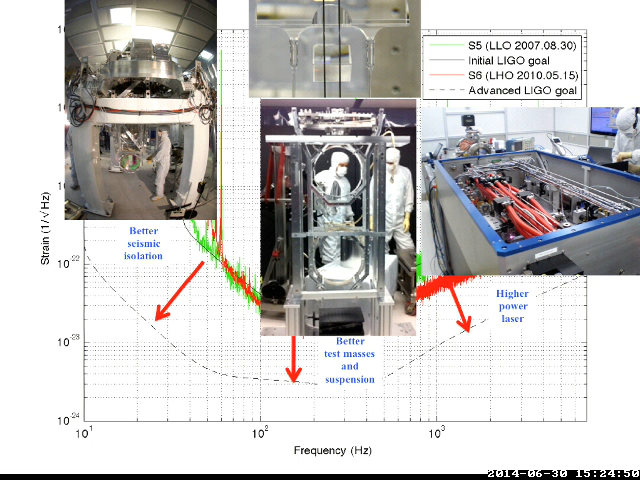 S5 (LLO 2007.08.30)
Initial LIGO goal
S6 (LHO 2010.05.15)
Advanced LIGO goal
Strain (1/√Hz)
Better
seismic
isolation
10^-22
Higher
power
laser
10^-23
Better
test masses
and
suspension
10^-24
10^1
10^2
10^3
Frequency (Hz)
2014-06-30 15:24:50